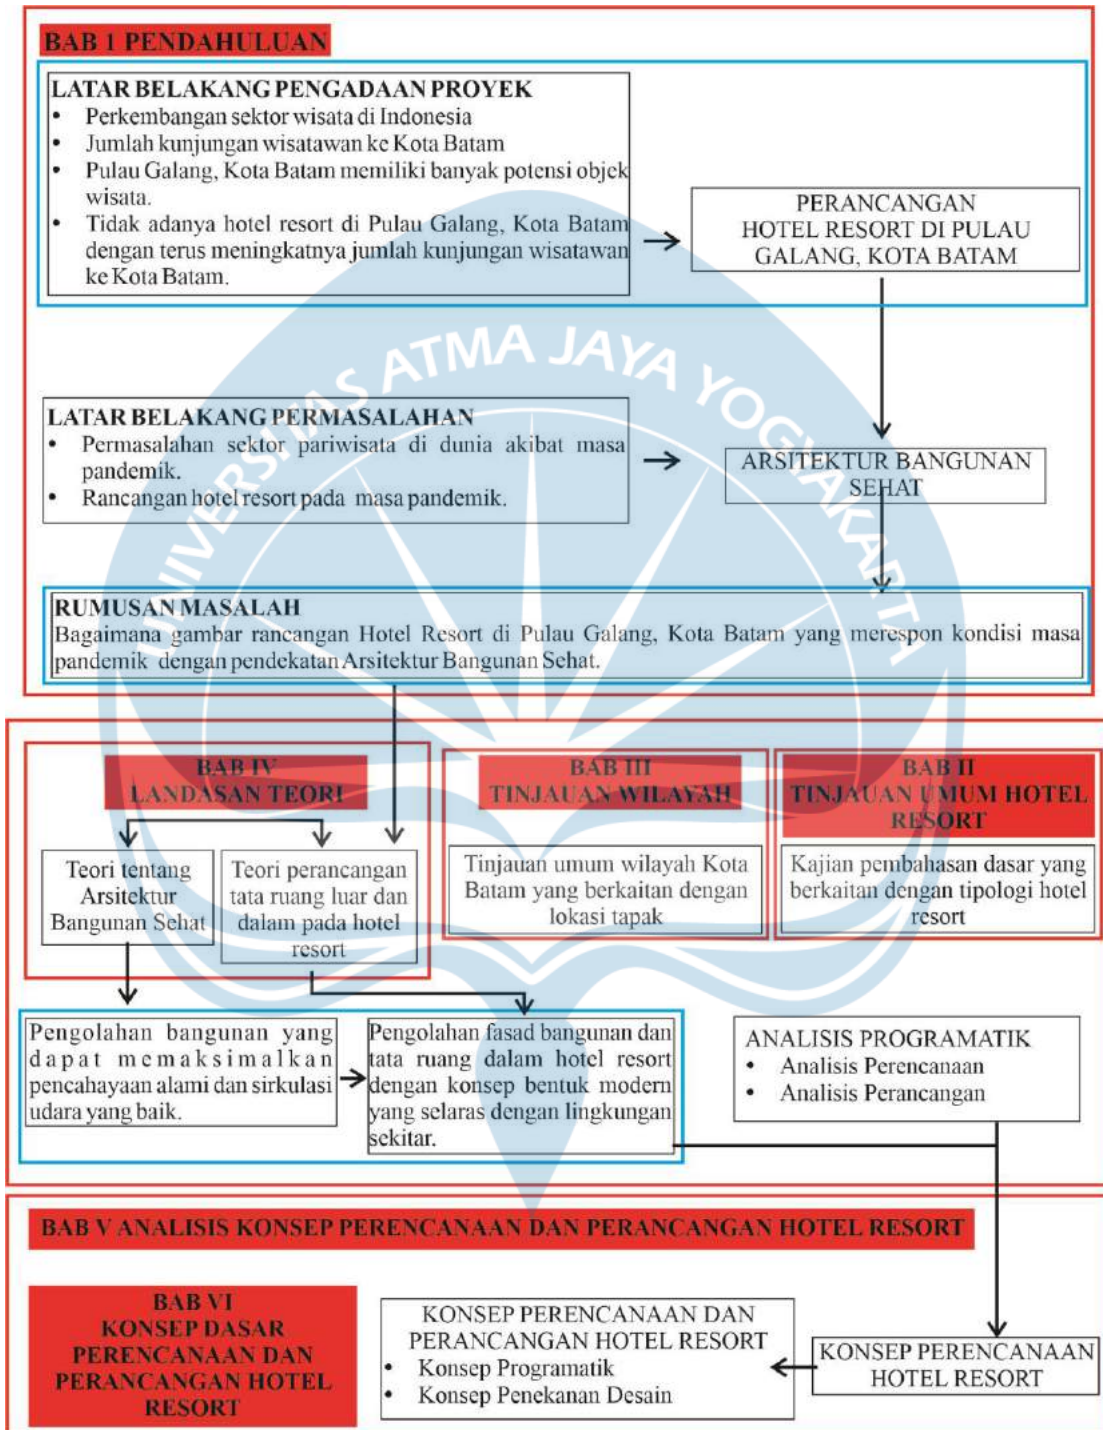 BAB 1 PENDAHULUAN
LATAR BELAKANG PENGADAAN PROYEK
• Perkembangan sektor wisata di Indonesia
• Jumlah kunjungan wisatawan ke Kota Batam
• Pulau Galang, Kota Batam memiliki banyak potensi objek
wisata.
• Tidak adanya hotel resort di Pulau Galang, Kota Batam
dengan terus meningkatnya jumlah kunjungan wisatawan
ke Kota Batam.
PERANCANGAN
HOTEL RESORT DI PULAU
GALANG, KOTA BATAM
UNIVERSITAS ATMA JAYA YOGYAKARTA
LATAR BELAKANG PERMASALAHAN
• Permasalahan sektor pariwisata di dunia akibat masa
pandemik.
• Rancangan hotel resort pada masa pandemik.
ARSITEKTUR BANGUNAN
SEHAT
RUMUSAN MASALAH
Bagaimana gambar rancangan Hotel Resort di Pulau Galang, Kota Batam yang merespon kondisi masa
pandemik dengan pendekatan Arsitektur Bangunan Sehat.
BAB IV
LANDASAN TEORI
Teori tentang
Arsitektur
Bangunan Sehat
Teori perancangan
tata ruang luar dan
dalam pada hotel
resort
BAB III
TINJAUAN WILAYAH
Tinjauan umum wilayah Kota
Batam yang berkaitan dengan
lokasi tapak
BAB II
TINJAUAN UMUM HOTEL
RESORT
Kajian pembahasan dasar yang
berkaitan dengan tipologi hotel
resort
Pengolahan bangunan yang
dapat memaksimalkan
pencahayaan alami dan sirkulasi
udara yang baik.
Pengolahan fasad bangunan dan
tata ruang dalam hotel resort
dengan konsep bentuk modern
yang selaras dengan lingkungan
sekitar.
ANALISIS PROGRAMATIK
• Analisis Perencanaan
• Analisis Perancangan
BAB V ANALISIS KONSEP PERENCANAAN DAN PERANCANGAN HOTEL RESORT
BAB VI
KONSEP DASAR
PERENCANAAN DAN
PERANCANGAN HOTEL
RESORT
KONSEP PERENCANAAN DAN
PERANCANGAN HOTEL RESORT
• Konsep Programatik
• Konsep Penekanan Desain
KONSEP PERENCANAAN
HOTEL RESORT